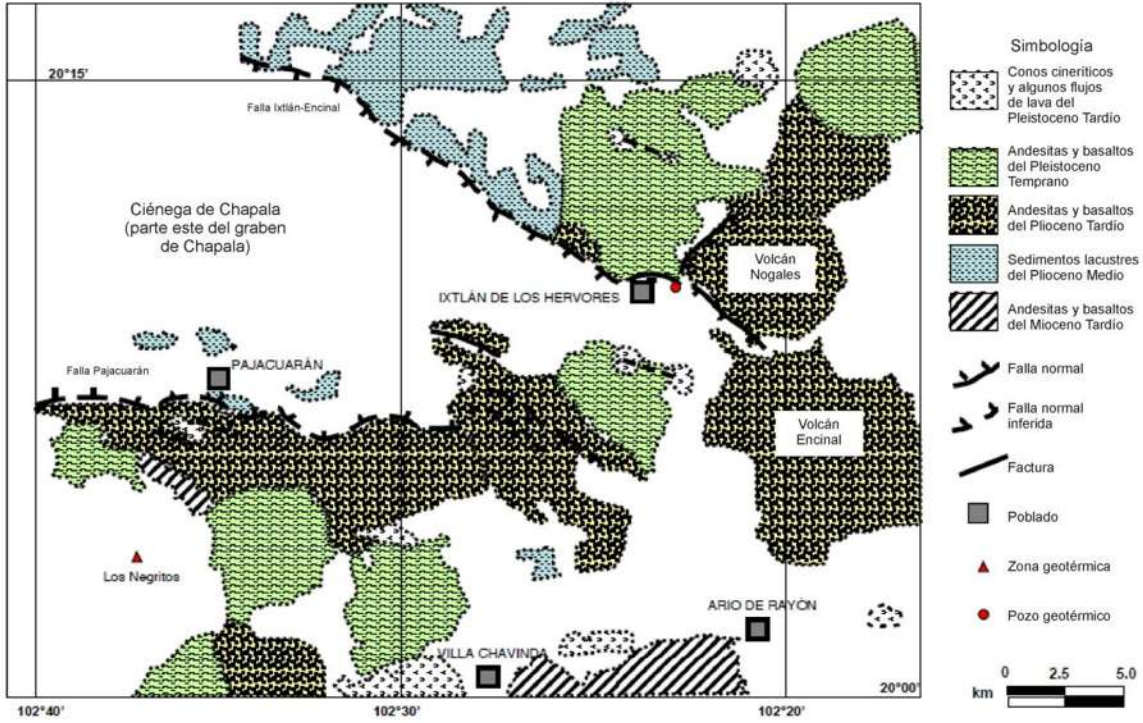 20°15'
Falla Ixtlán-Encinal
Ciénega de Chapala
(parte este del graben
de Chapala)
Volcán
Nogales
IXTLÁN DE LOS HERVORES
PAJACUARÁN
Falla Pajacuarán
Volcán
Encinal
Los Negritos
ARIO DE RAYÓN
VILLA CHAVINDA
20°00'
102°40'
102°30'
102°20'
Simbología
Conos cineríticos
y algunos flujos
de lava del
Pleistoceno Tardío
Andesitas y basaltos
del Pleistoceno
Temprano
Andesitas y basaltos
del Plioceno Tardío
Sedimentos lacustres
del Plioceno Medio
Andesitas y basaltos
del Mioceno Tardío
Falla normal
Falla normal
inferida
Factura
Poblado
Zona geotérmica
Pozo geotérmico
0 2.5 5.0
km